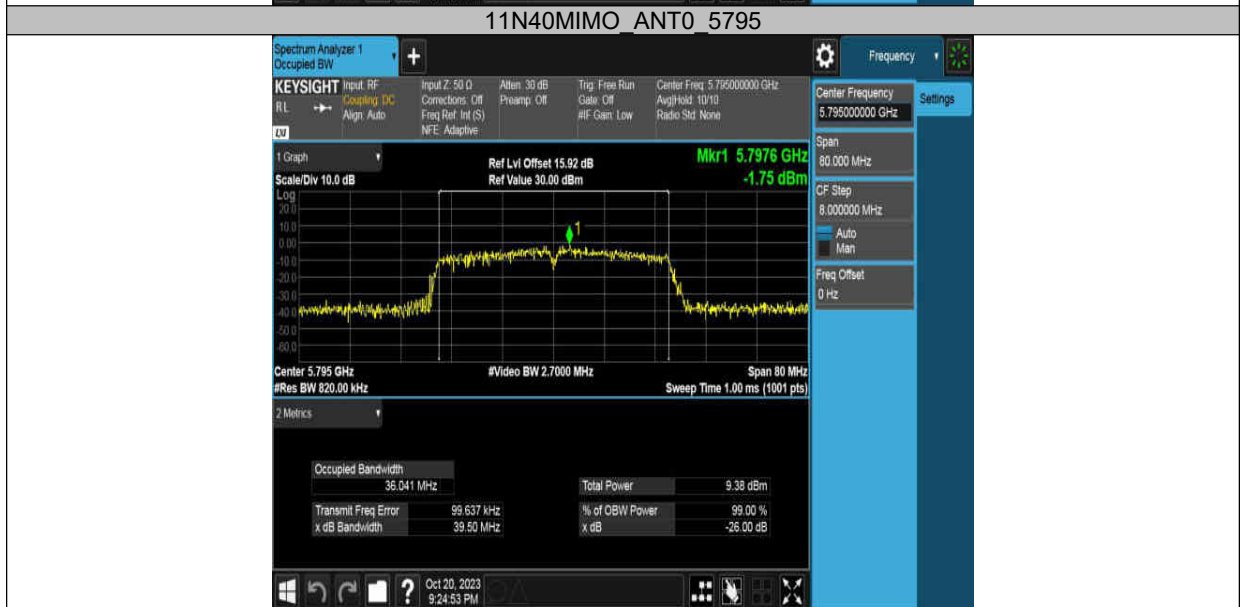 11N40MIMO_ANT0_5795
Spectrum Analyzer 1
Occupied BW
+
Frequency
KEYSIGHT
RL
LXI
Input: RF
Coupling: DC
Align: Auto
Input Z: 50 Ω
Corrections: Off
Freq Ref: Int (S)
NFE: Adaptive
Atten: 30 dB
Preamp: Off
Trig: Free Run
Gate: Off
#IF Gain: Low
Center Freq: 5.795000000 GHz
Avg|Hold: 10/10
Radio Std: None
Center Frequency
5.795000000 GHz
Settings
Span
80.000 MHz
CF Step
8.000000 MHz
Auto
Man
Freq Offset
0 Hz
1 Graph
Scale/Div 10.0 dB
Ref Lvl Offset 15.92 dB
Ref Value 30.00 dBm
Mkr1 5.7976 GHz
-1.75 dBm
Log
20.0
10.0
0.00
-10.0
-20.0
-30.0
-40.0
-50.0
-60.0
1
Center 5.795 GHz
#Video BW 2.7000 MHz
Span 80 MHz
#Res BW 820.00 kHz
Sweep Time 1.00 ms (1001 pts)
2 Metrics
Occupied Bandwidth
36.041 MHz
Total Power 9.38 dBm
Transmit Freq Error 99.637 kHz
% of OBW Power 99.00 %
x dB Bandwidth 39.50 MHz
x dB -26.00 dB
?
Oct 20, 2023
9:24:53 PM